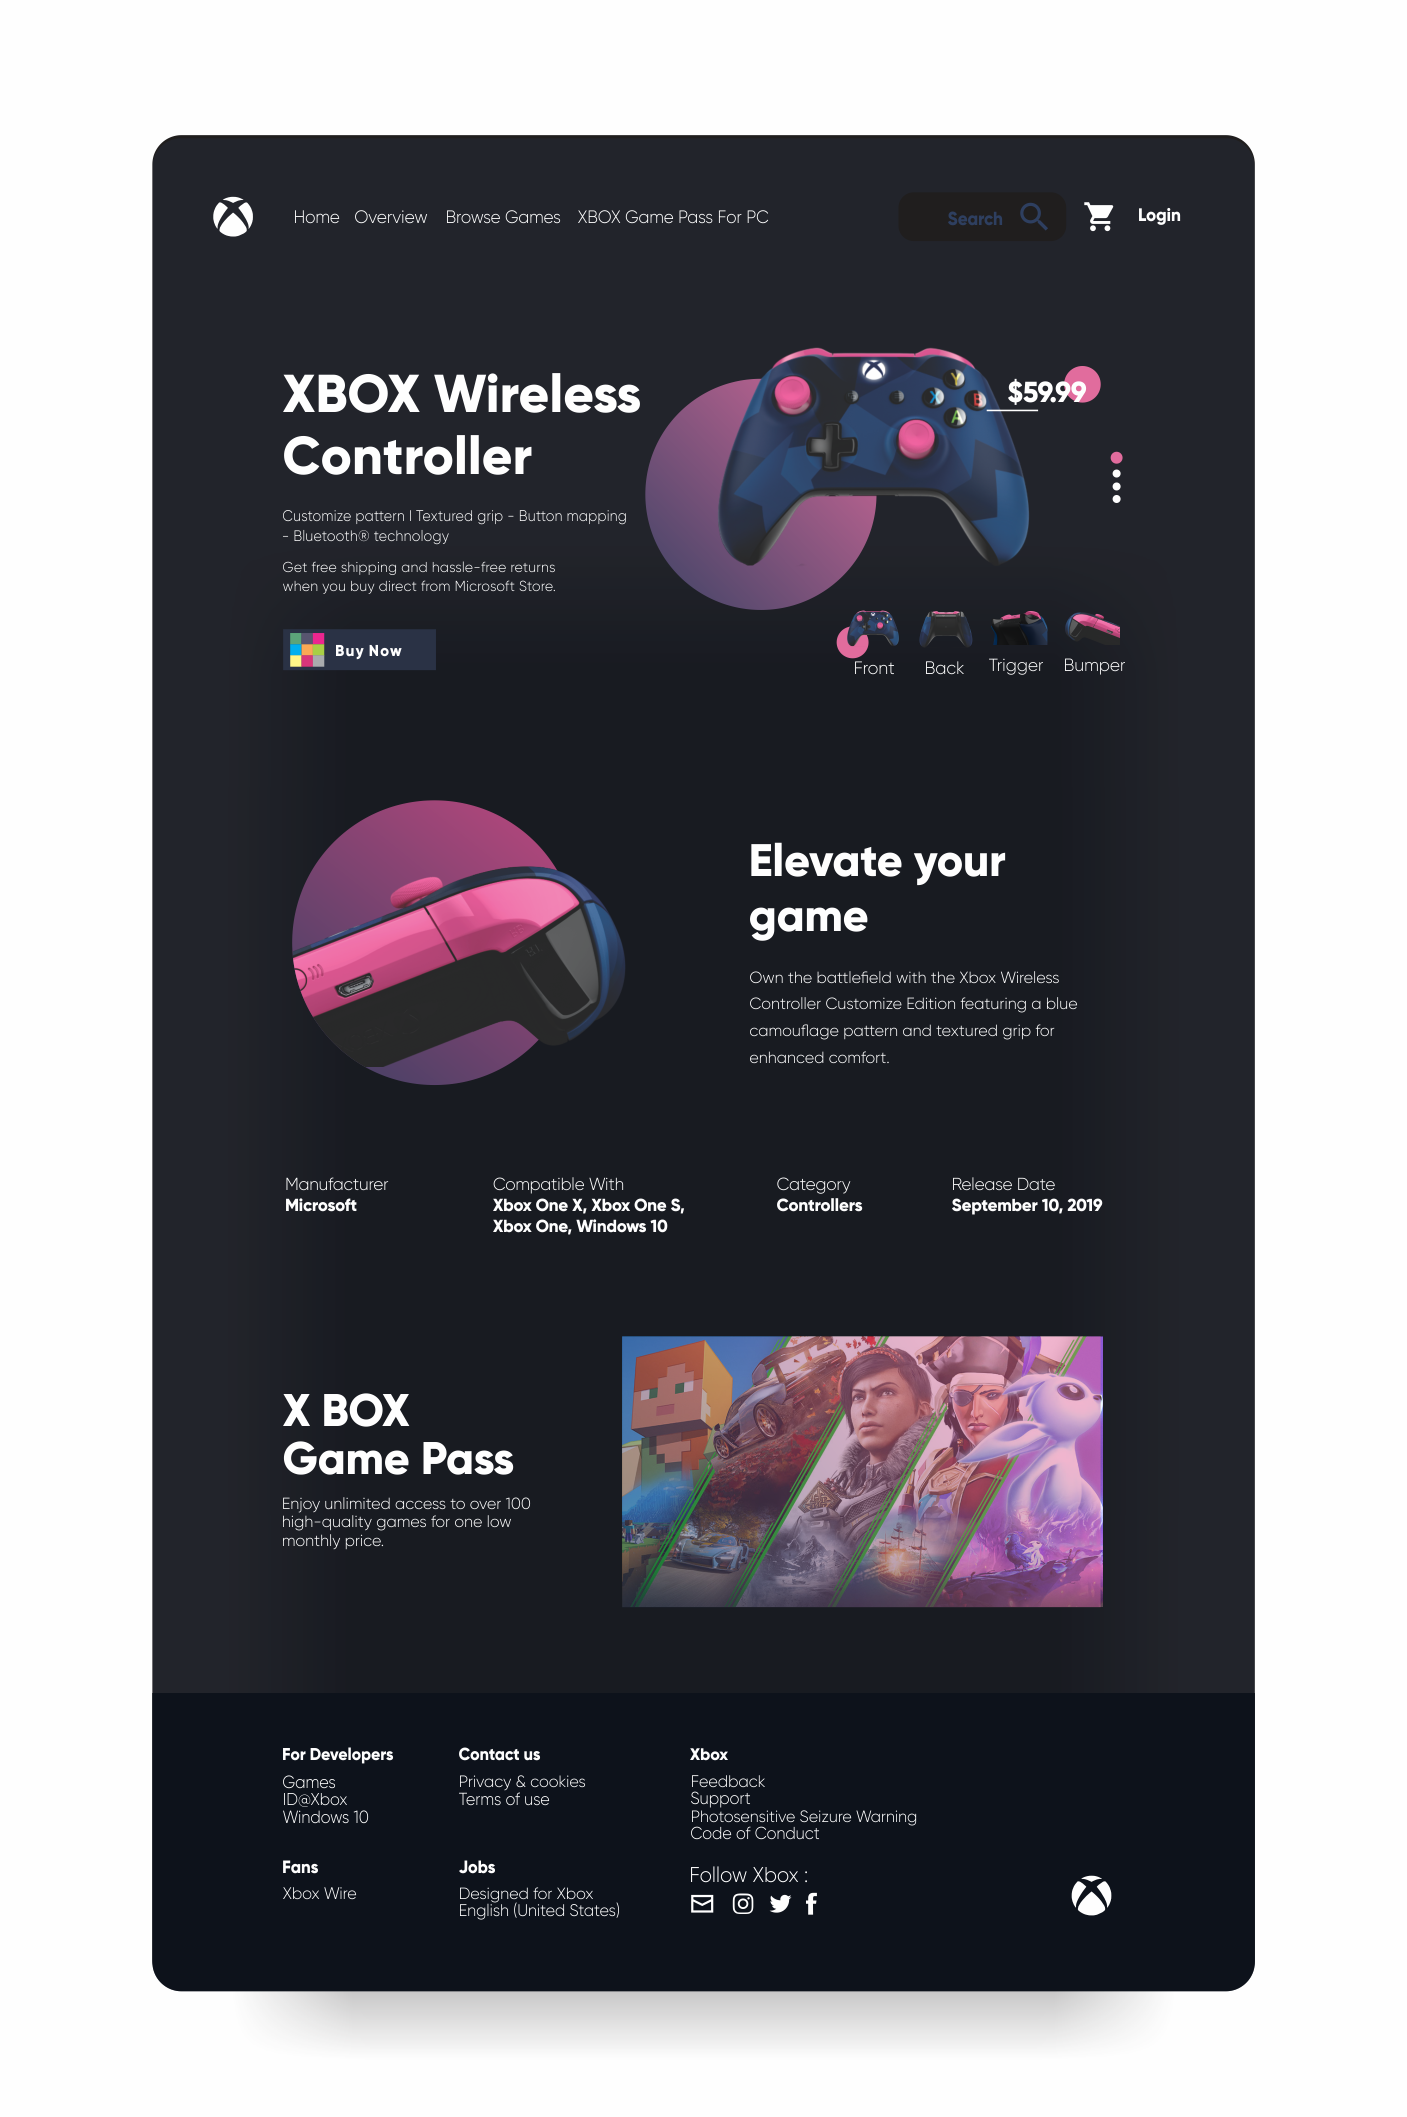 Home Overview Browse Games XBOX Game Pass For PC Search Login
XBOX Wireless
Controller
$59.99
Y
X B
A
Customize pattern | Textured grip - Button mapping
- Bluetooth® technology
Get free shipping and hassle-free returns
when you buy direct from Microsoft Store.
Buy Now
Front Back Trigger Bumper
Elevate your
game
Own the battlefield with the Xbox Wireless
Controller Customize Edition featuring a blue
camouflage pattern and textured grip for
enhanced comfort.
Manufacturer
Microsoft
Compatible With
Xbox One X, Xbox One S,
Xbox One, Windows 10
Category
Controllers
Release Date
September 10, 2019
X BOX
Game Pass
Enjoy unlimited access to over 100
high-quality games for one low
monthly price.
For Developers
Games
ID@Xbox
Windows 10
Contact us
Privacy & cookies
Terms of use
Xbox
Feedback
Support
Photosensitive Seizure Warning
Code of Conduct
Fans
Xbox Wire
Jobs
Designed for Xbox
English (United States)
Follow Xbox :